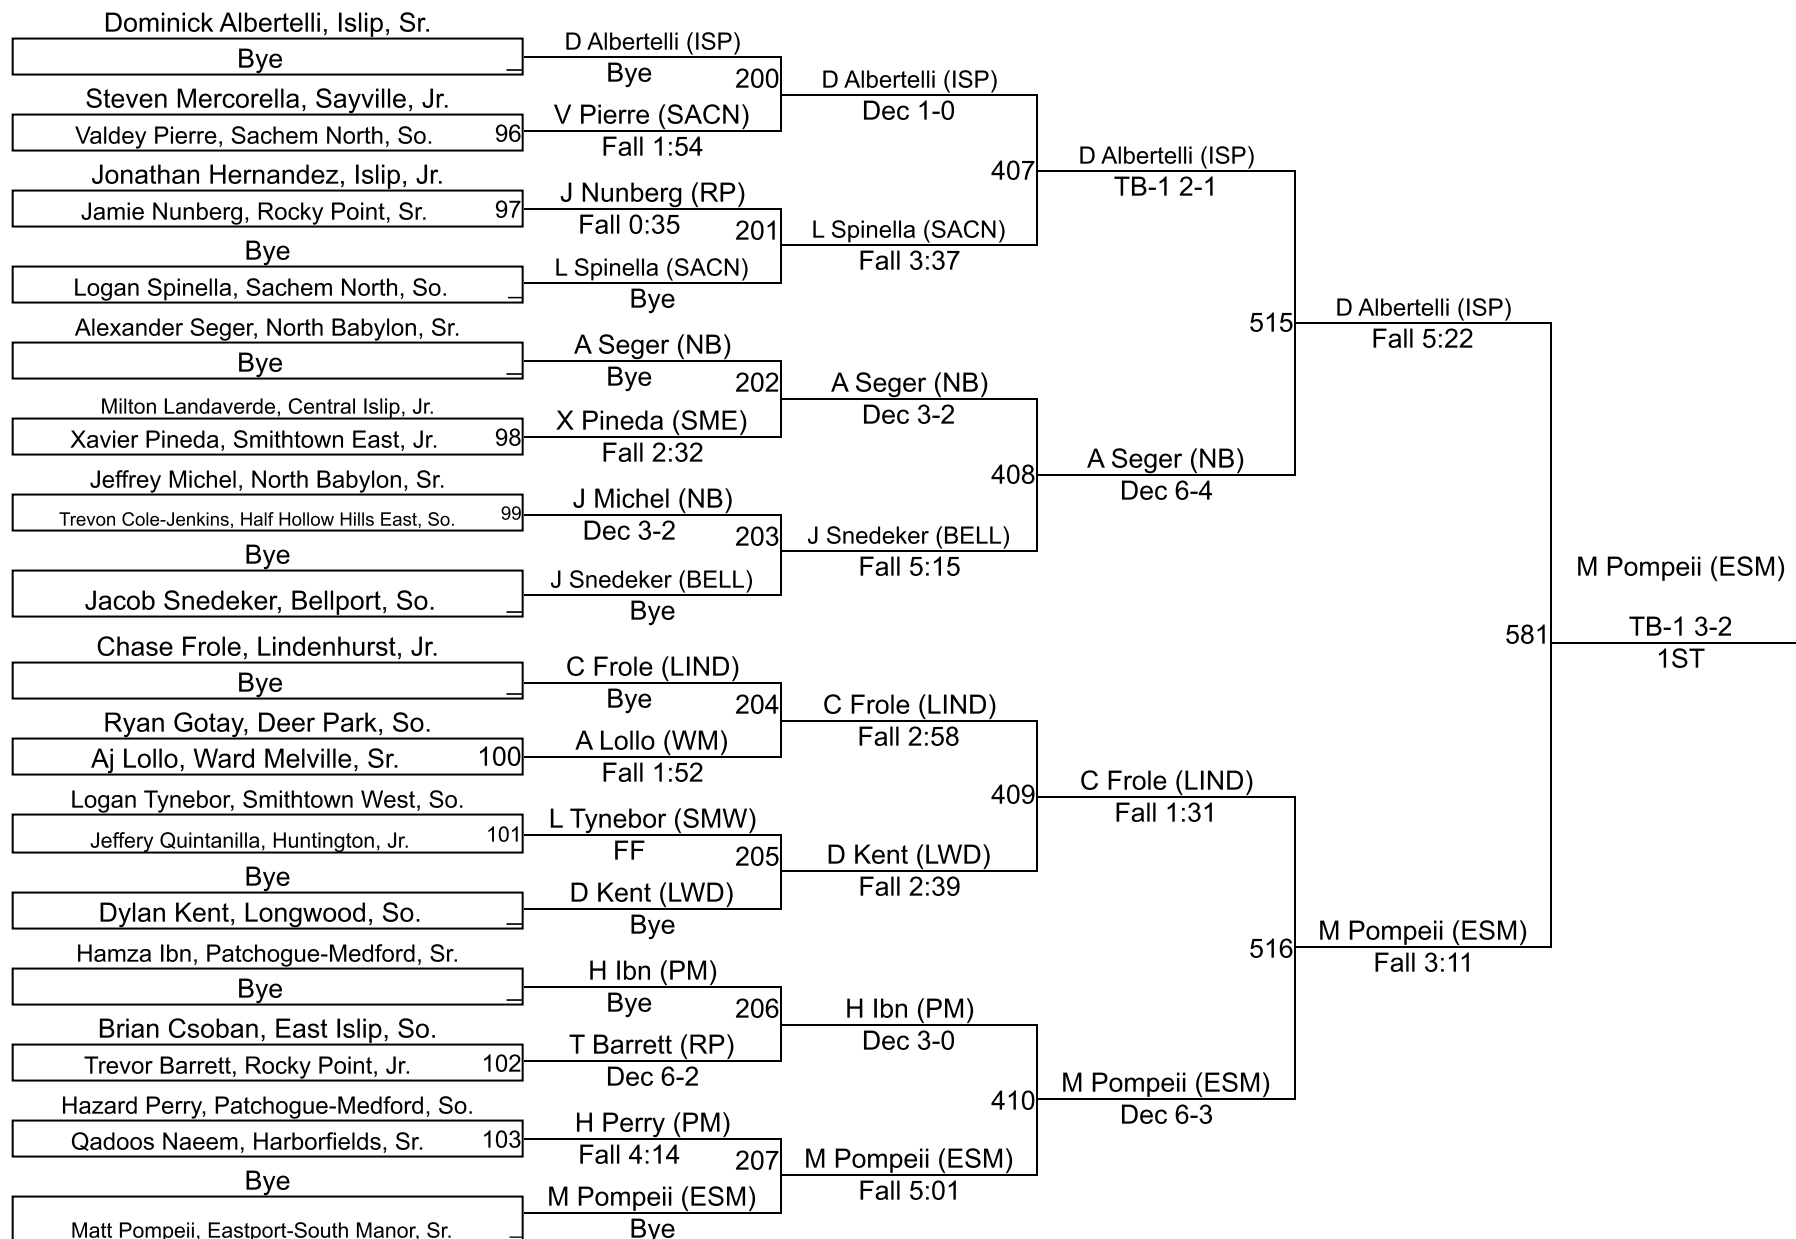 Dominick Albertelli, Islip, Sr.
Bye _
Steven Mercorella, Sayville, Jr.
Valdey Pierre, Sachem North, So. 96
Jonathan Hernandez, Islip, Jr.
Jamie Nunberg, Rocky Point, Sr. 97
Bye
Logan Spinella, Sachem North, So. _
Alexander Seger, North Babylon, Sr.
Bye _
Milton Landaverde, Central Islip, Jr.
Xavier Pineda, Smithtown East, Jr. 98
Jeffrey Michel, North Babylon, Sr.
Trevon Cole-Jenkins, Half Hollow Hills East, So. 99
Bye
Jacob Snedeker, Bellport, So. _
Chase Frole, Lindenhurst, Jr.
Bye _
Ryan Gotay, Deer Park, So.
Aj Lollo, Ward Melville, Sr. 100
Logan Tynebor, Smithtown West, So.
Jeffery Quintanilla, Huntington, Jr. 101
Bye
Dylan Kent, Longwood, So. _
Hamza Ibn, Patchogue-Medford, Sr.
Bye _
Brian Csoban, East Islip, So.
Trevor Barrett, Rocky Point, Jr. 102
Hazard Perry, Patchogue-Medford, So.
Qadoos Naeem, Harborfields, Sr. 103
Bye
Matt Pompeii, Eastport-South Manor, Sr. _
D Albertelli (ISP)
Bye
200
V Pierre (SACN)
Fall 1:54
J Nunberg (RP)
Fall 0:35
201
L Spinella (SACN)
Bye
A Seger (NB)
Bye
202
X Pineda (SME)
Fall 2:32
J Michel (NB)
Dec 3-2
203
J Snedeker (BELL)
Bye
C Frole (LIND)
Bye
204
A Lollo (WM)
Fall 1:52
L Tynebor (SMW)
FF
205
D Kent (LWD)
Bye
H Ibn (PM)
Bye
206
T Barrett (RP)
Dec 6-2
H Perry (PM)
Fall 4:14
207
M Pompeii (ESM)
Bye
D Albertelli (ISP)
Dec 1-0
407
L Spinella (SACN)
Fall 3:37
A Seger (NB)
Dec 3-2
408
J Snedeker (BELL)
Fall 5:15
C Frole (LIND)
Fall 2:58
409
D Kent (LWD)
Fall 2:39
H Ibn (PM)
Dec 3-0
410
M Pompeii (ESM)
Fall 5:01
D Albertelli (ISP)
TB-1 2-1
515
A Seger (NB)
Dec 6-4
C Frole (LIND)
Fall 1:31
516
M Pompeii (ESM)
Dec 6-3
D Albertelli (ISP)
Fall 5:22
581
M Pompeii (ESM)
Fall 3:11
M Pompeii (ESM)
TB-1 3-2
1ST